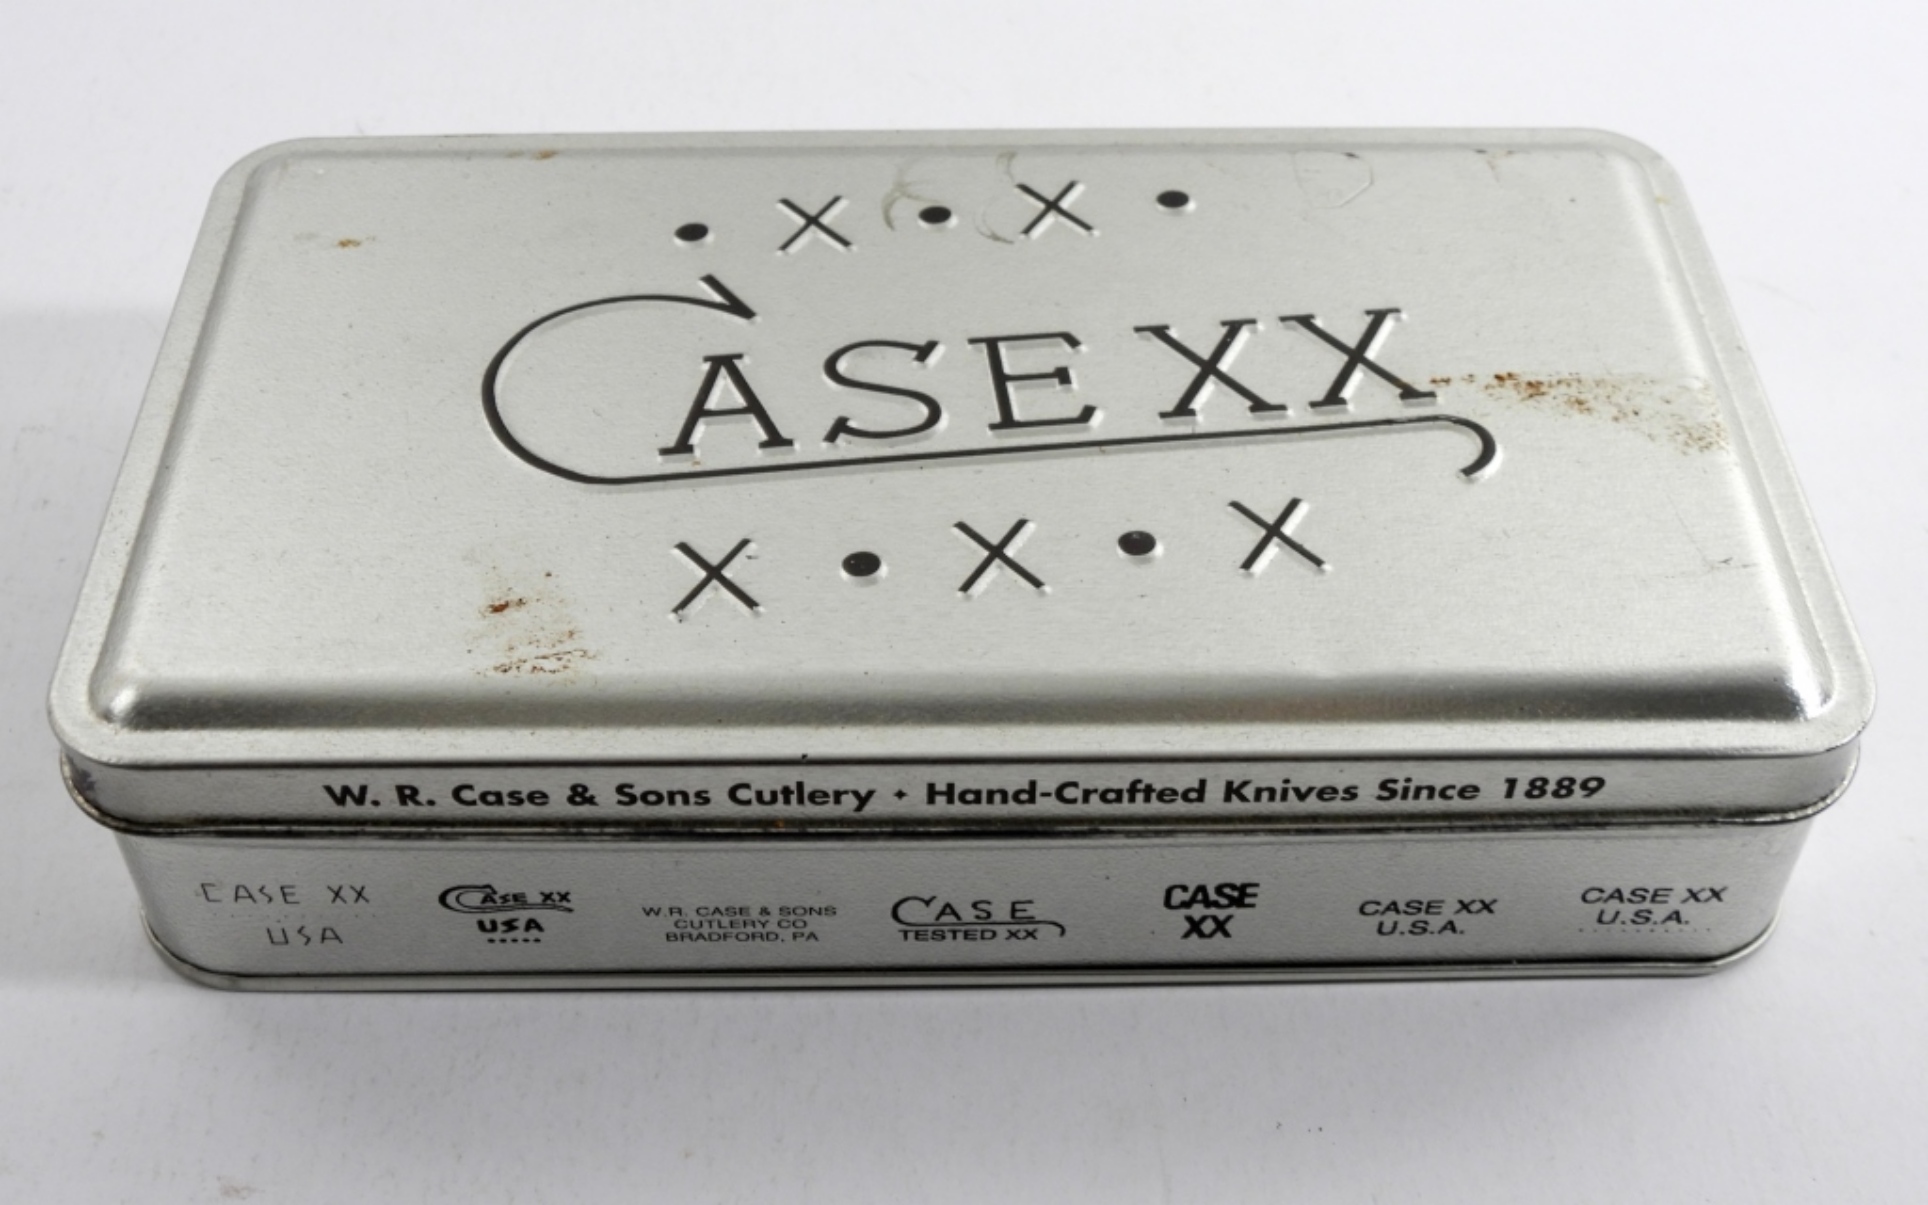 • X • X •
CASE XX
X • X • X
W. R. Case & Sons Cutlery • Hand-Crafted Knives Since 1889
CASE XX
USA
CASE XX
USA
W.R. CASE & SONS
CUTLERY CO
BRADFORD, PA
CASE
TESTED XX
CASE
XX
CASE XX
U.S.A.
CASE XX
U.S.A.